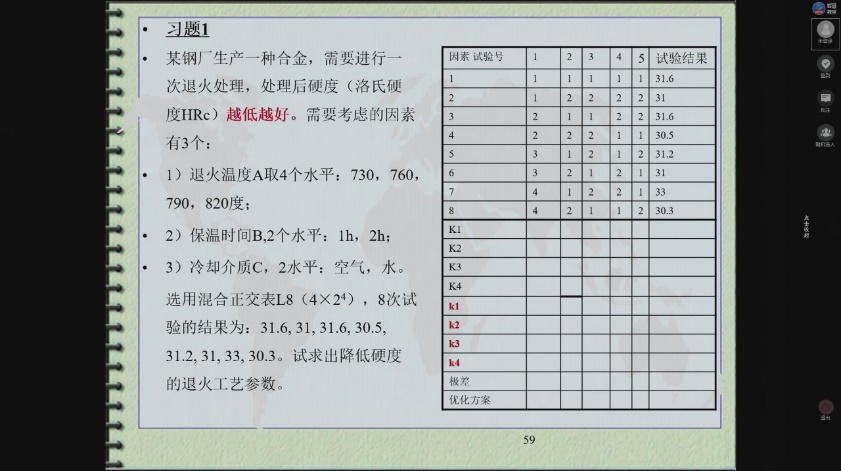 习题1
某钢厂生产一种合金，需要进行一
次退火处理，处理后硬度（洛氏硬
度HRc）越低越好。需要考虑的因素
有3个：
1）退火温度A取4个水平：730，760，
790，820度；
2）保温时间B,2个水平：1h，2h;
3）冷却介质C，2水平：空气，水。
选用混合正交表L8（4×2⁴），8次试
验的结果为：31.6, 31, 31.6, 30.5,
31.2, 31, 33, 30.3。试求出降低硬度
的退火工艺参数。
因素 试验号 1 2 3 4 5 试验结果
1 1 1 1 1 1 31.6
2 1 2 2 2 2 31
3 2 1 1 2 2 31.6
4 2 2 2 1 1 30.5
5 3 1 2 1 2 31.2
6 3 2 1 2 1 31
7 4 1 2 2 1 33
8 4 2 1 1 2 30.3
K1
K2
K3
K4
k1
k2
k3
k4
极差
优化方案
59